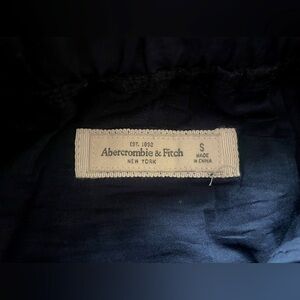 EST. 1892
Abercrombie & Fitch
NEW YORK
S
MADE
IN CHINA